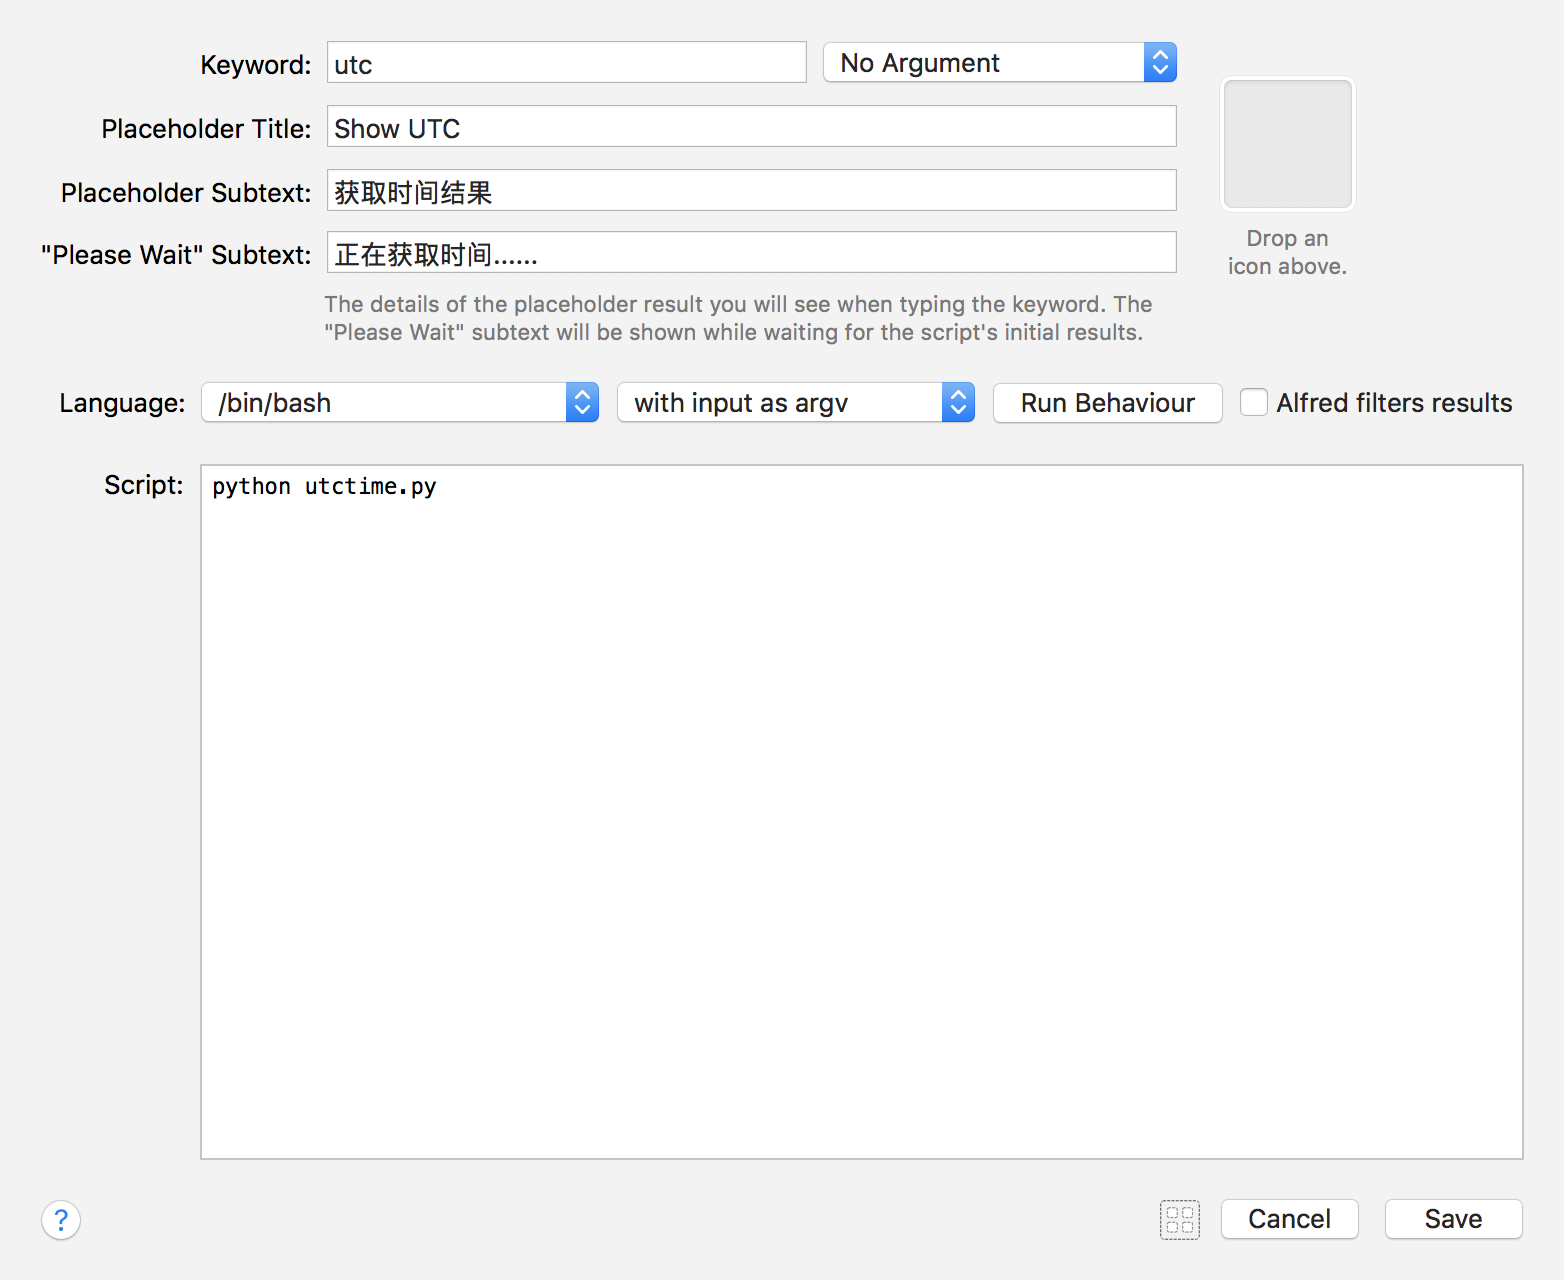 Keyword: utc No Argument
Placeholder Title: Show UTC
Placeholder Subtext: 获取时间结果
"Please Wait" Subtext: 正在获取时间......
Drop an
icon above.
The details of the placeholder result you will see when typing the keyword. The
"Please Wait" subtext will be shown while waiting for the script's initial results.
Language: /bin/bash with input as argv Run Behaviour Alfred filters results
Script: python utctime.py
? Cancel Save